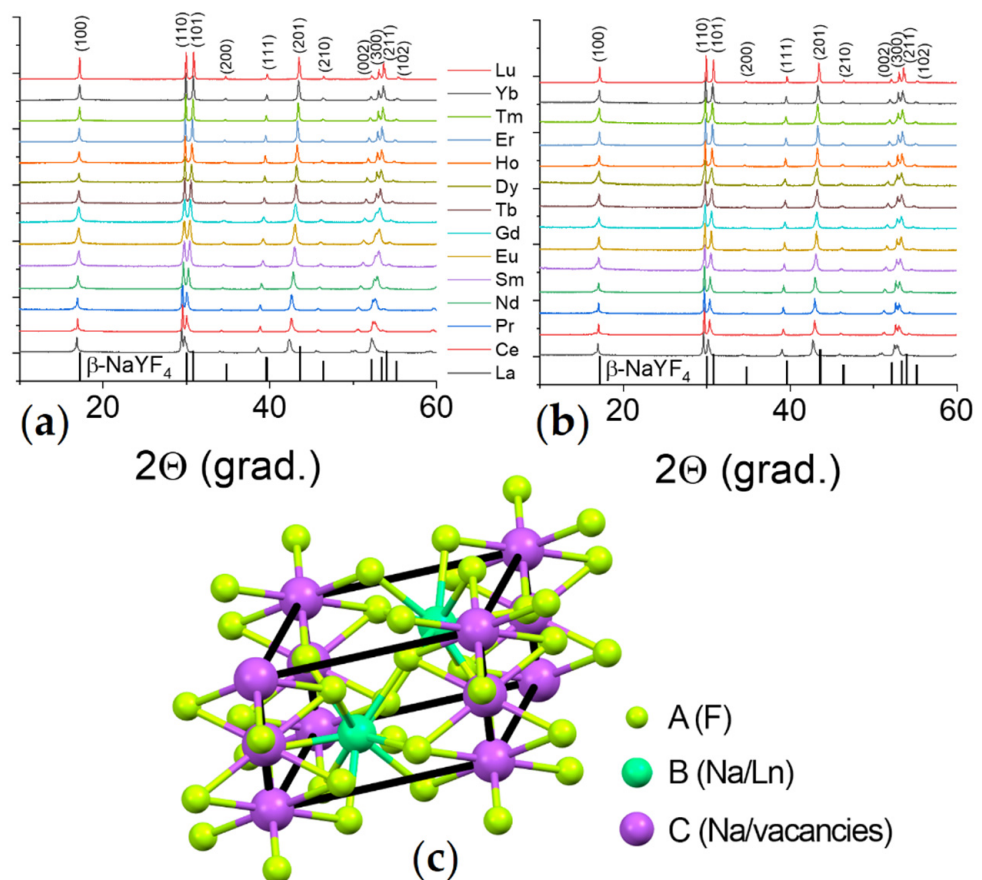 (100)
(110)
(101)
(200)
(111)
(201)
(210)
(002)
(300)
(211)
(102)
Lu
Yb
Tm
Er
Ho
Dy
Tb
Gd
Eu
Sm
Nd
Pr
Ce
La
β-NaYF4
20
40
60
(a)
2Θ (grad.)
(100)
(110)
(101)
(200)
(111)
(201)
(210)
(002)
(300)
(211)
(102)
β-NaYF4
20
40
60
(b)
2Θ (grad.)
A (F)
B (Na/Ln)
C (Na/vacancies)
(c)